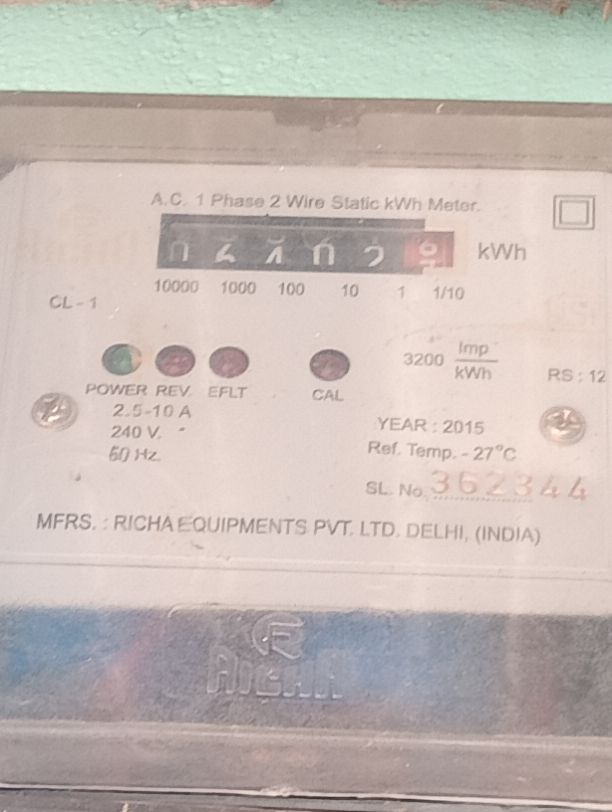 A.C. 1 Phase 2 Wire Static kWh Meter.
kWh
10000 1000 100 10 1 1/10
CL-1
3200 Imp/kWh
RS : 12
POWER REV. EFLT CAL
2.5-10 A
240 V.
50 Hz.
YEAR : 2015
Ref. Temp. - 27°C
SL. No. 362344
MFRS. : RICHA EQUIPMENTS PVT. LTD. DELHI, (INDIA)
RICHA